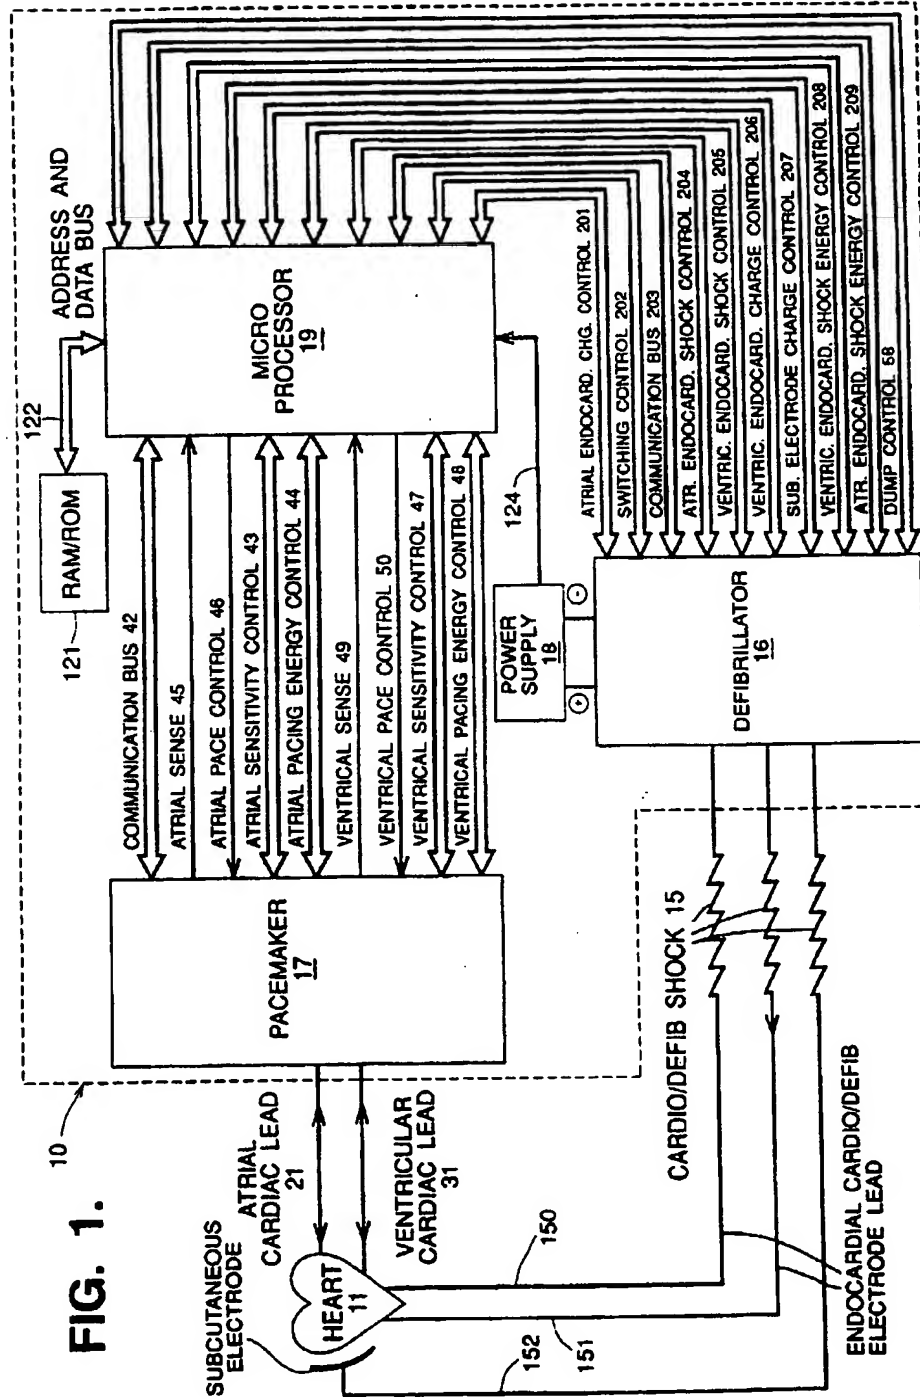 FIG. 1.
10
SUBCUTANEOUS
ELECTRODE
HEART
11
ATRIAL
CARDIAC LEAD
21
VENTRICULAR
CARDIAC LEAD
31
PACEMAKER
17
COMMUNICATION BUS 42
ATRIAL SENSE 45
ATRIAL PACE CONTROL 46
ATRIAL SENSITIVITY CONTROL 43
ATRIAL PACING ENERGY CONTROL 44
VENTRICAL SENSE 49
VENTRICAL PACE CONTROL 50
VENTRICAL SENSITIVITY CONTROL 47
VENTRICAL PACING ENERGY CONTROL 48
RAM/ROM
121
122
ADDRESS AND
DATA BUS
MICRO
PROCESSOR
19
124
POWER
SUPPLY
18
+
-
DEFIBRILLATOR
16
ATRIAL ENDOCARD. CHG. CONTROL 201
SWITCHING CONTROL 202
COMMUNICATION BUS 203
ATR. ENDOCARD. SHOCK CONTROL 204
VENTRIC. ENDOCARD. SHOCK CONTROL 205
VENTRIC. ENDOCARD. CHARGE CONTROL 206
SUB. ELECTRODE CHARGE CONTROL 207
VENTRIC. ENDOCARD. SHOCK ENERGY CONTROL 208
ATR. ENDOCARD. SHOCK ENERGY CONTROL 209
DUMP CONTROL 58
CARDIO/DEFIB SHOCK 15
150
151
152
ENDOCARDIAL CARDIO/DEFIB
ELECTRODE LEAD